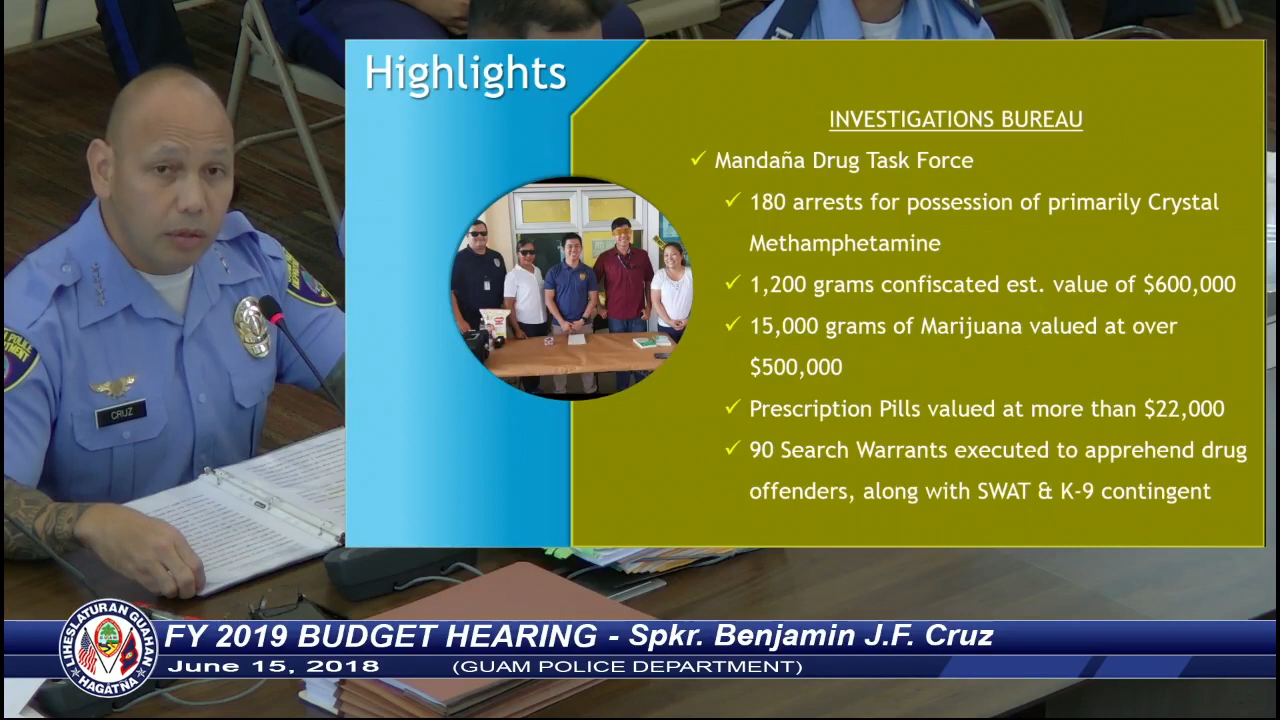 Highlights
INVESTIGATIONS BUREAU
✓ Mandaña Drug Task Force
✓ 180 arrests for possession of primarily Crystal
Methamphetamine
✓ 1,200 grams confiscated est. value of $600,000
✓ 15,000 grams of Marijuana valued at over
$500,000
✓ Prescription Pills valued at more than $22,000
✓ 90 Search Warrants executed to apprehend drug
offenders, along with SWAT & K-9 contingent
CRUZ
LIHESLATURAN GUAHAN
HAGÅTÑA
FY 2019 BUDGET HEARING - Spkr. Benjamin J.F. Cruz
June 15, 2018 (GUAM POLICE DEPARTMENT)